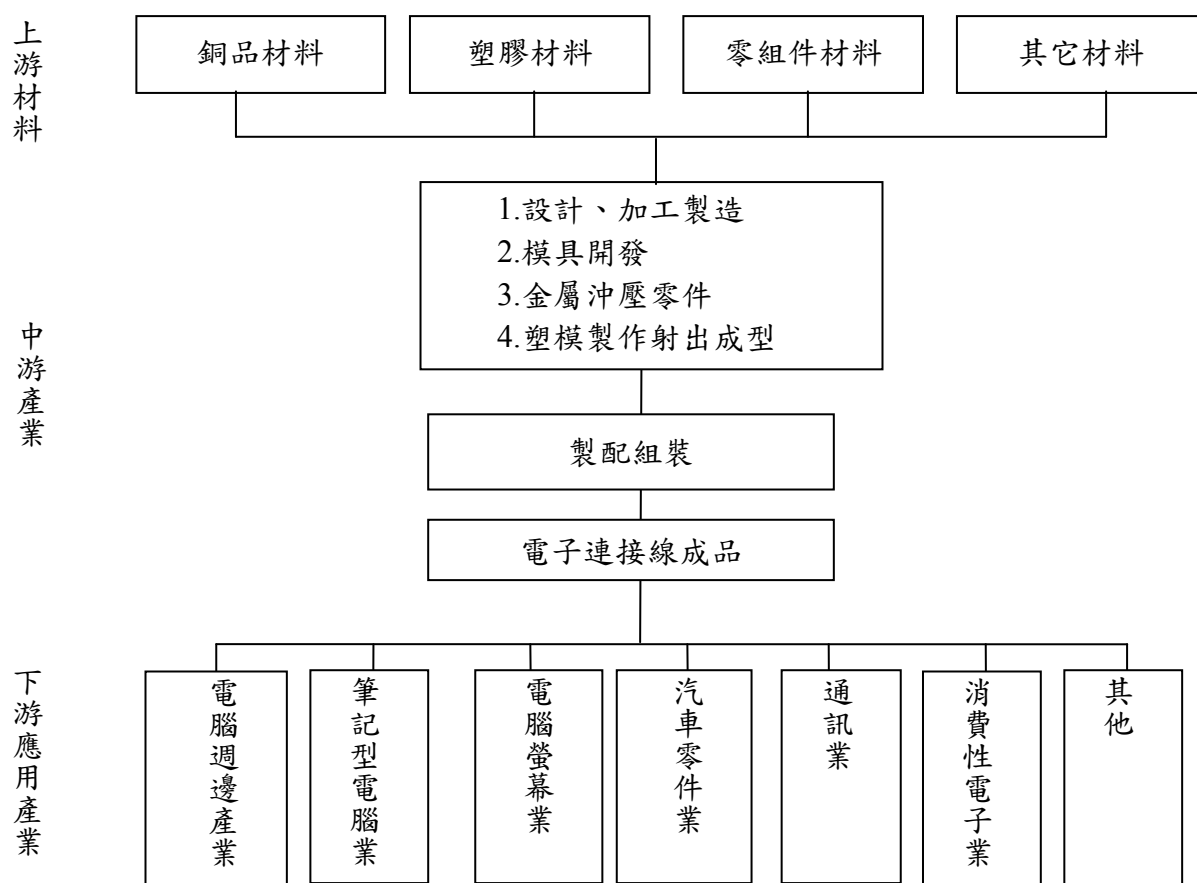 上游材料
銅品材料
塑膠材料
零組件材料
其它材料
中游產業
1.設計、加工製造
2.模具開發
3.金屬沖壓零件
4.塑模製作射出成型
製配組裝
電子連接線成品
下游應用產業
電腦週邊產業
筆記型電腦業
電腦螢幕業
汽車零件業
通訊業
消費性電子業
其他